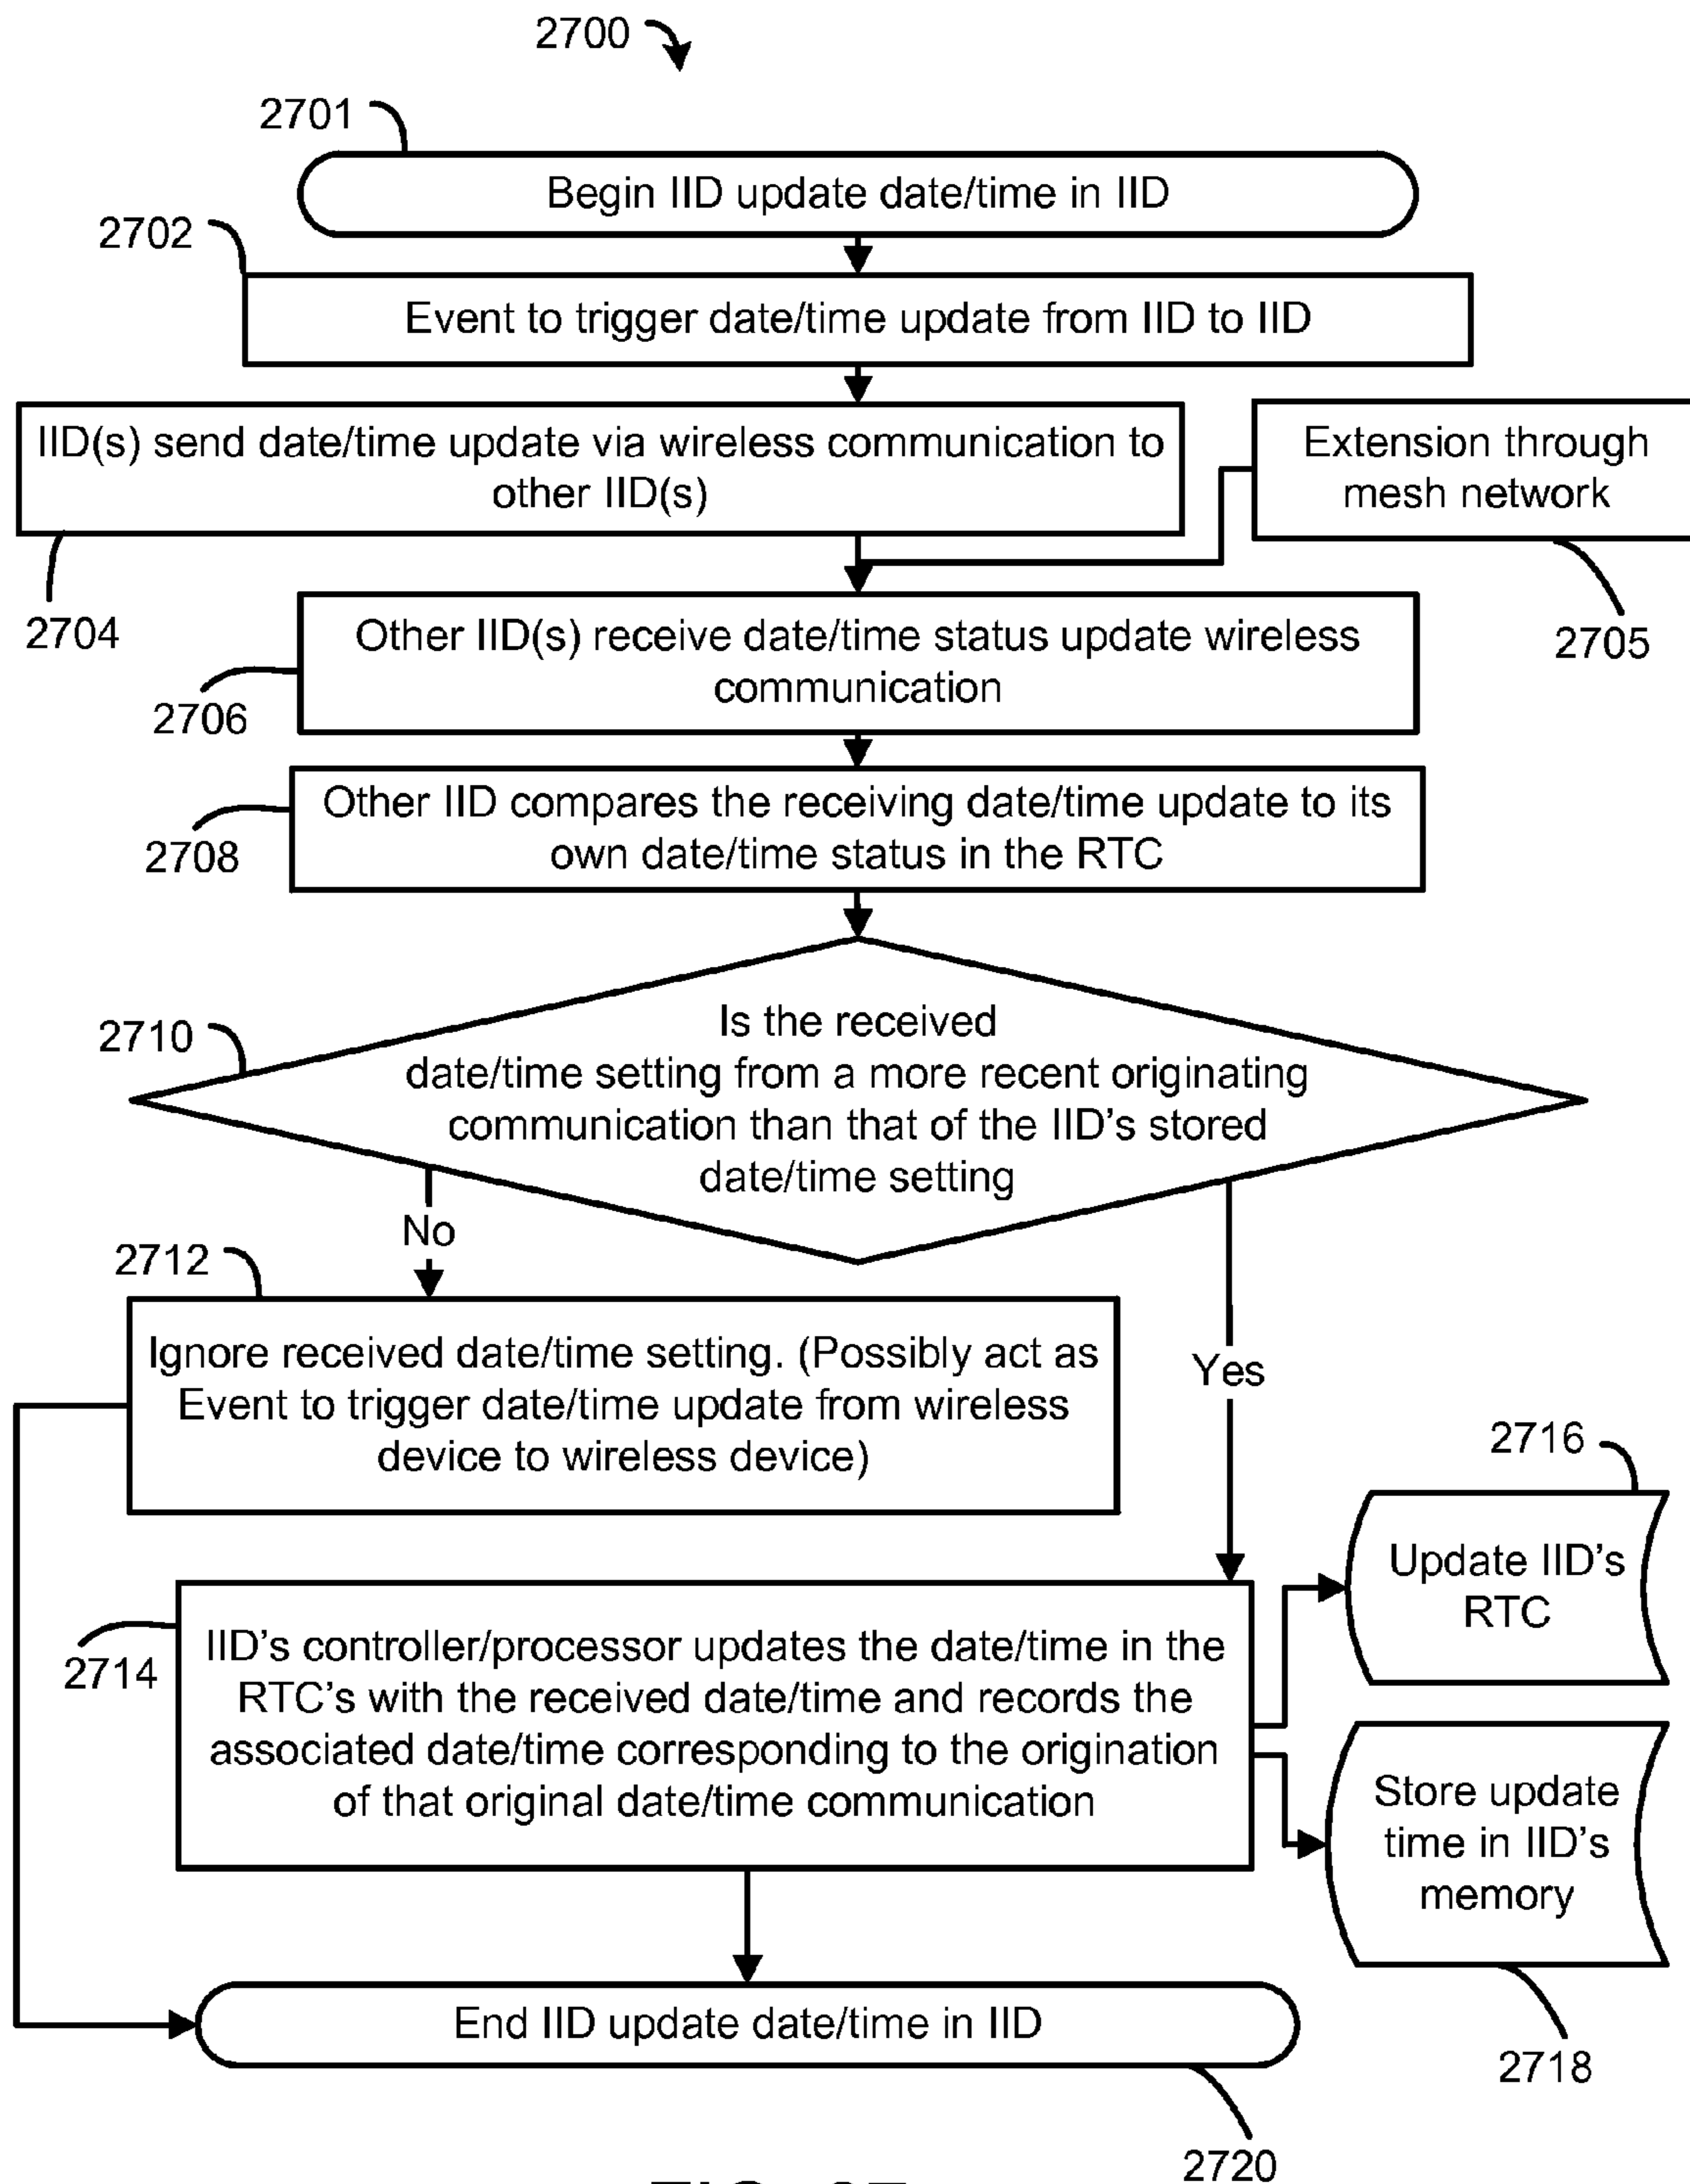 2700
2701
Begin IID update date/time in IID
2702
Event to trigger date/time update from IID to IID
IID(s) send date/time update via wireless communication to
other IID(s)
Extension through
mesh network
2704
2705
Other IID(s) receive date/time status update wireless
communication
2706
Other IID compares the receiving date/time update to its
own date/time status in the RTC
2708
2710
Is the received
date/time setting from a more recent originating
communication than that of the IID's stored
date/time setting
No
Yes
2712
Ignore received date/time setting. (Possibly act as
Event to trigger date/time update from wireless
device to wireless device)
2716
Update IID's
RTC
2714
IID's controller/processor updates the date/time in the
RTC's with the received date/time and records the
associated date/time corresponding to the origination
of that original date/time communication
Store update
time in IID's
memory
2718
End IID update date/time in IID
2720